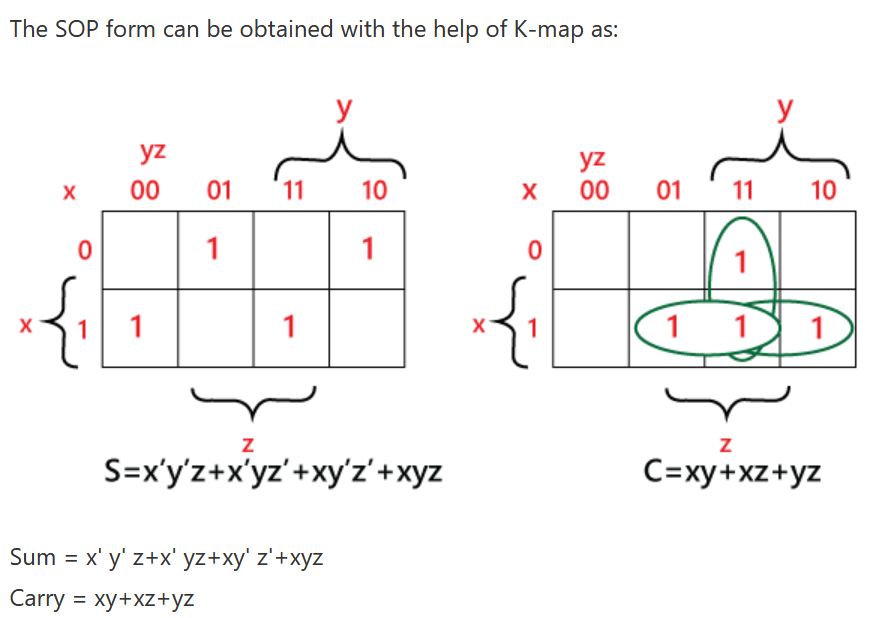 The SOP form can be obtained with the help of K-map as:
y
y
yz
yz
x 00 01 11 10
x 00 01 11 10
0 1 1
0 1
x 1 1 1
x 1 1 1 1
z
z
S=x'y'z+x'yz'+xy'z'+xyz
C=xy+xz+yz
Sum = x' y' z+x' yz+xy' z'+xyz
Carry = xy+xz+yz